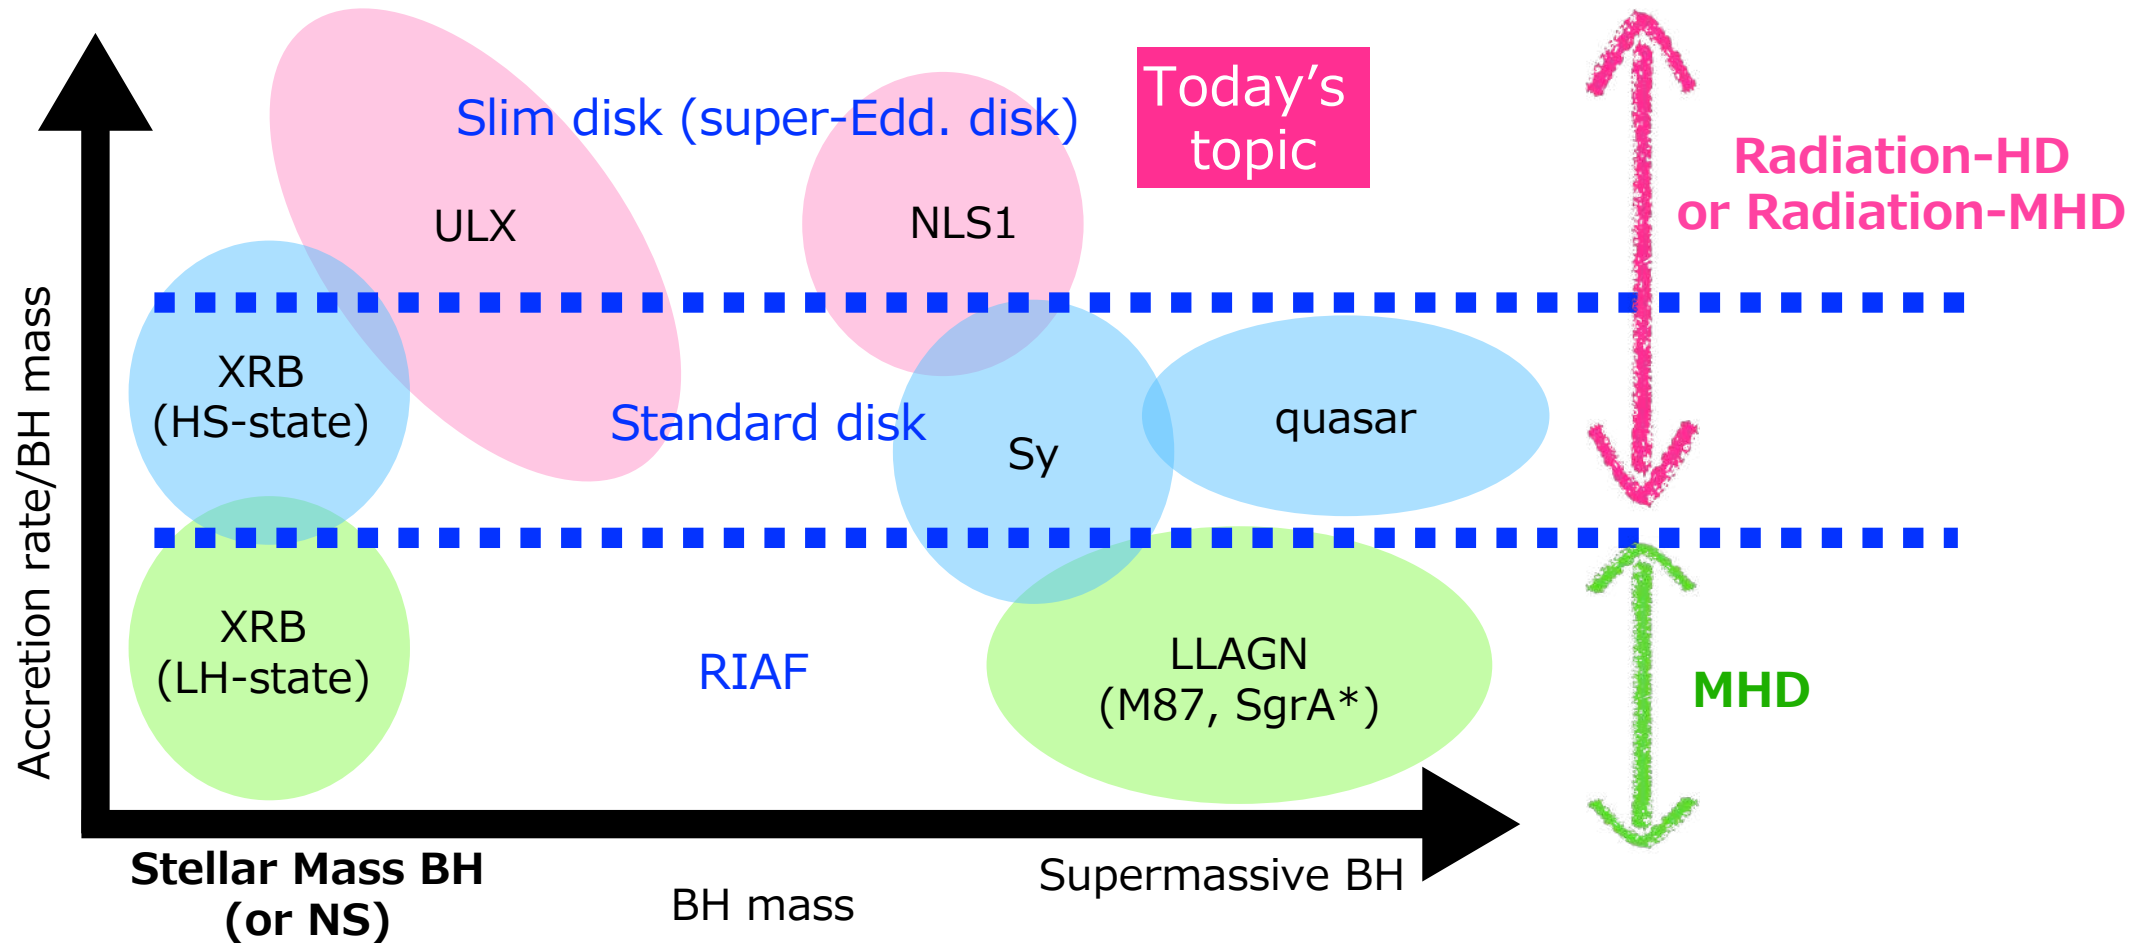 Today's
topic
Slim disk (super-Edd. disk)
Radiation-HD
or Radiation-MHD
ULX
NLS1
XRB
(HS-state)
Standard disk
Sy
quasar
Accretion rate/BH mass
XRB
(LH-state)
RIAF
LLAGN
(M87, SgrA*)
MHD
Stellar Mass BH
(or NS)
BH mass
Supermassive BH